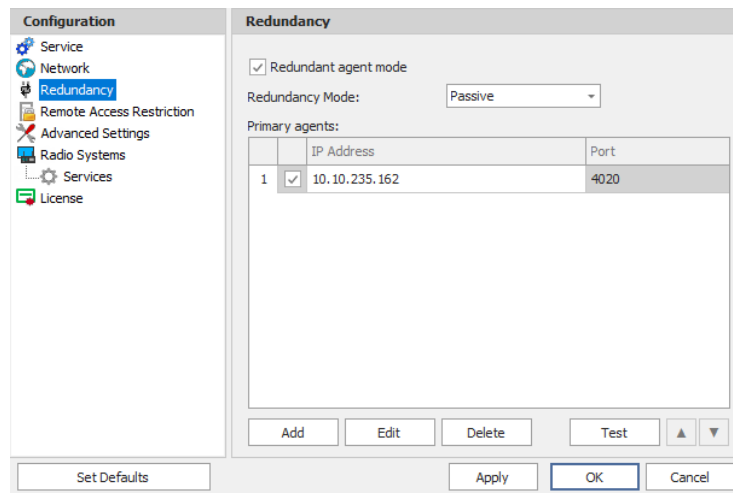 Configuration
Service
Network
Redundancy
Remote Access Restriction
Advanced Settings
Radio Systems
Services
License
Set Defaults
Redundancy
Redundant agent mode
Redundancy Mode: Passive
Primary agents:
IP Address Port
1 10.10.235.162 4020
Add Edit Delete Test
Apply OK Cancel